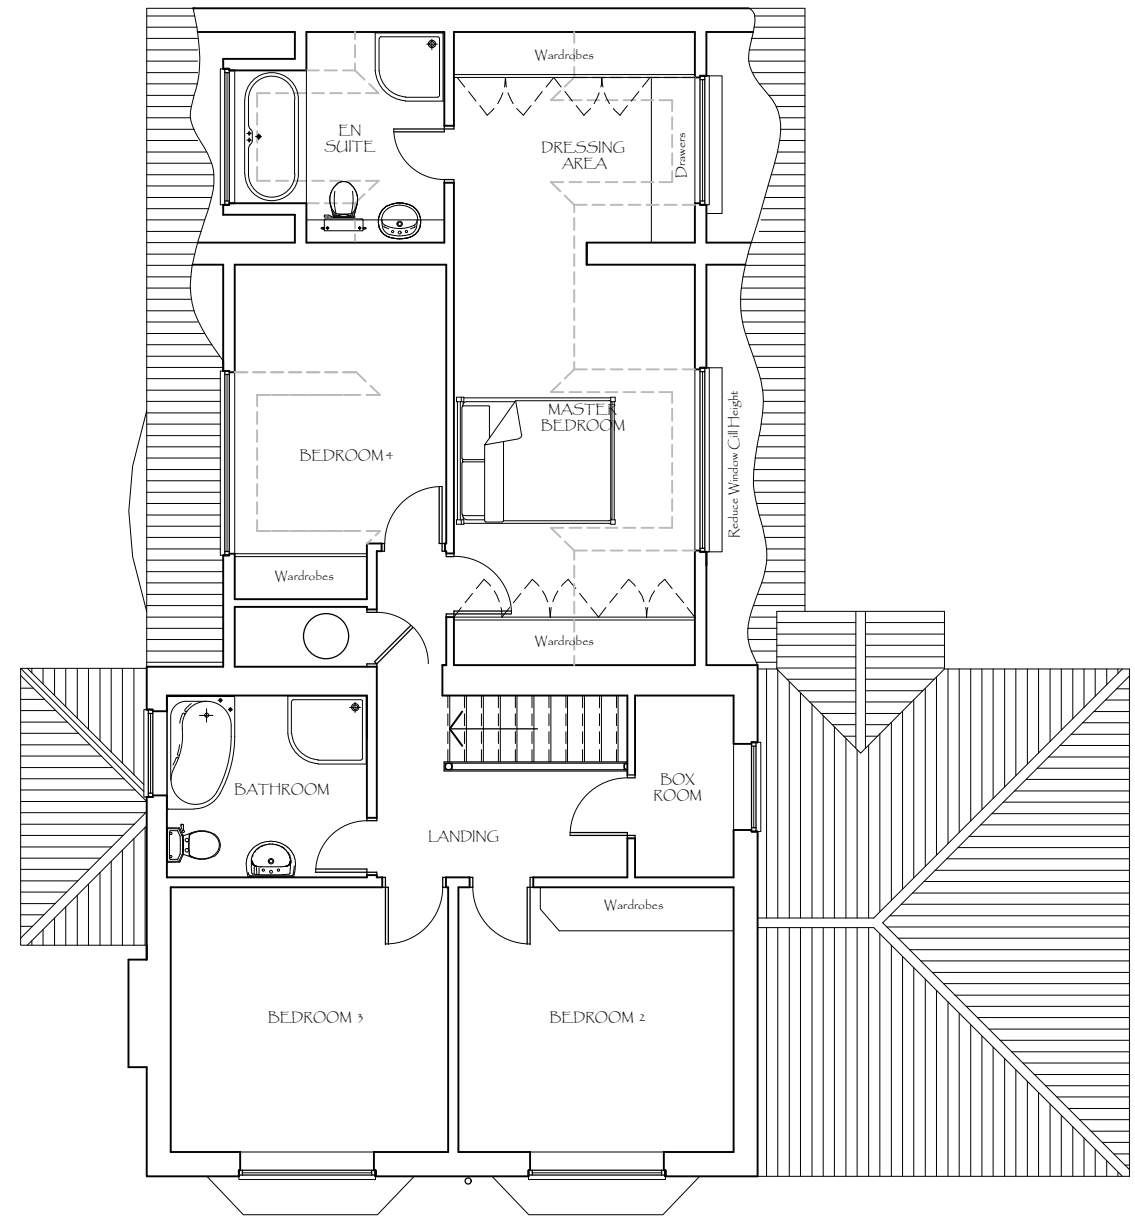 Wardrobes
EN
SUITE
DRESSING
AREA
Drawers
MASTER
BEDROOM
Reduce Window Cill Height
BEDROOM 4
Wardrobes
Wardrobes
BATHROOM
BOX
ROOM
LANDING
Wardrobes
BEDROOM 3
BEDROOM 2